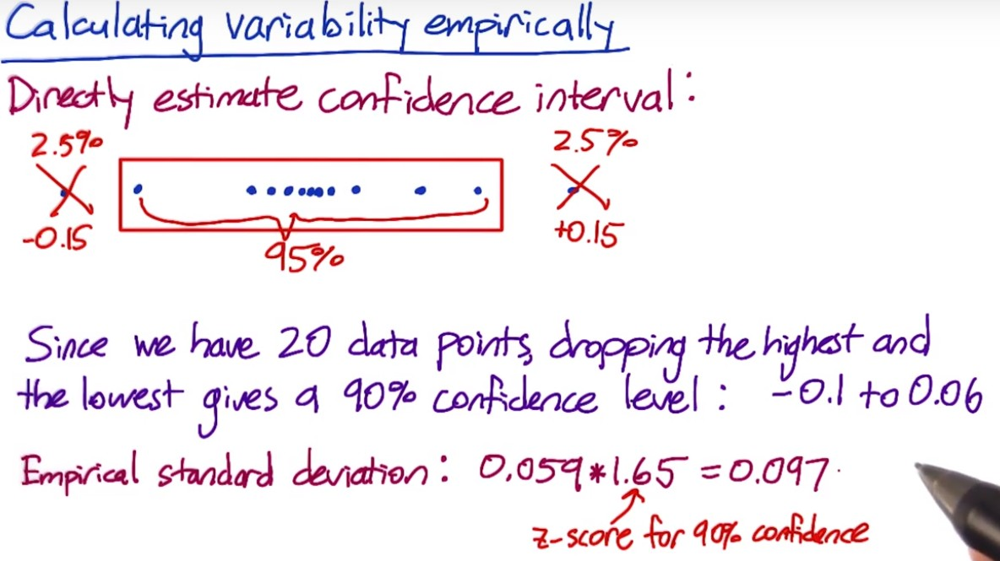 Calculating variability empirically
Directly estimate confidence interval:
2.5% 2.5%
-0.15 +0.15
95%
Since we have 20 data points, dropping the highest and
the lowest gives a 90% confidence level: -0.1 to 0.06
Empirical standard deviation: 0.059*1.65 = 0.097
z-score for 90% confidence